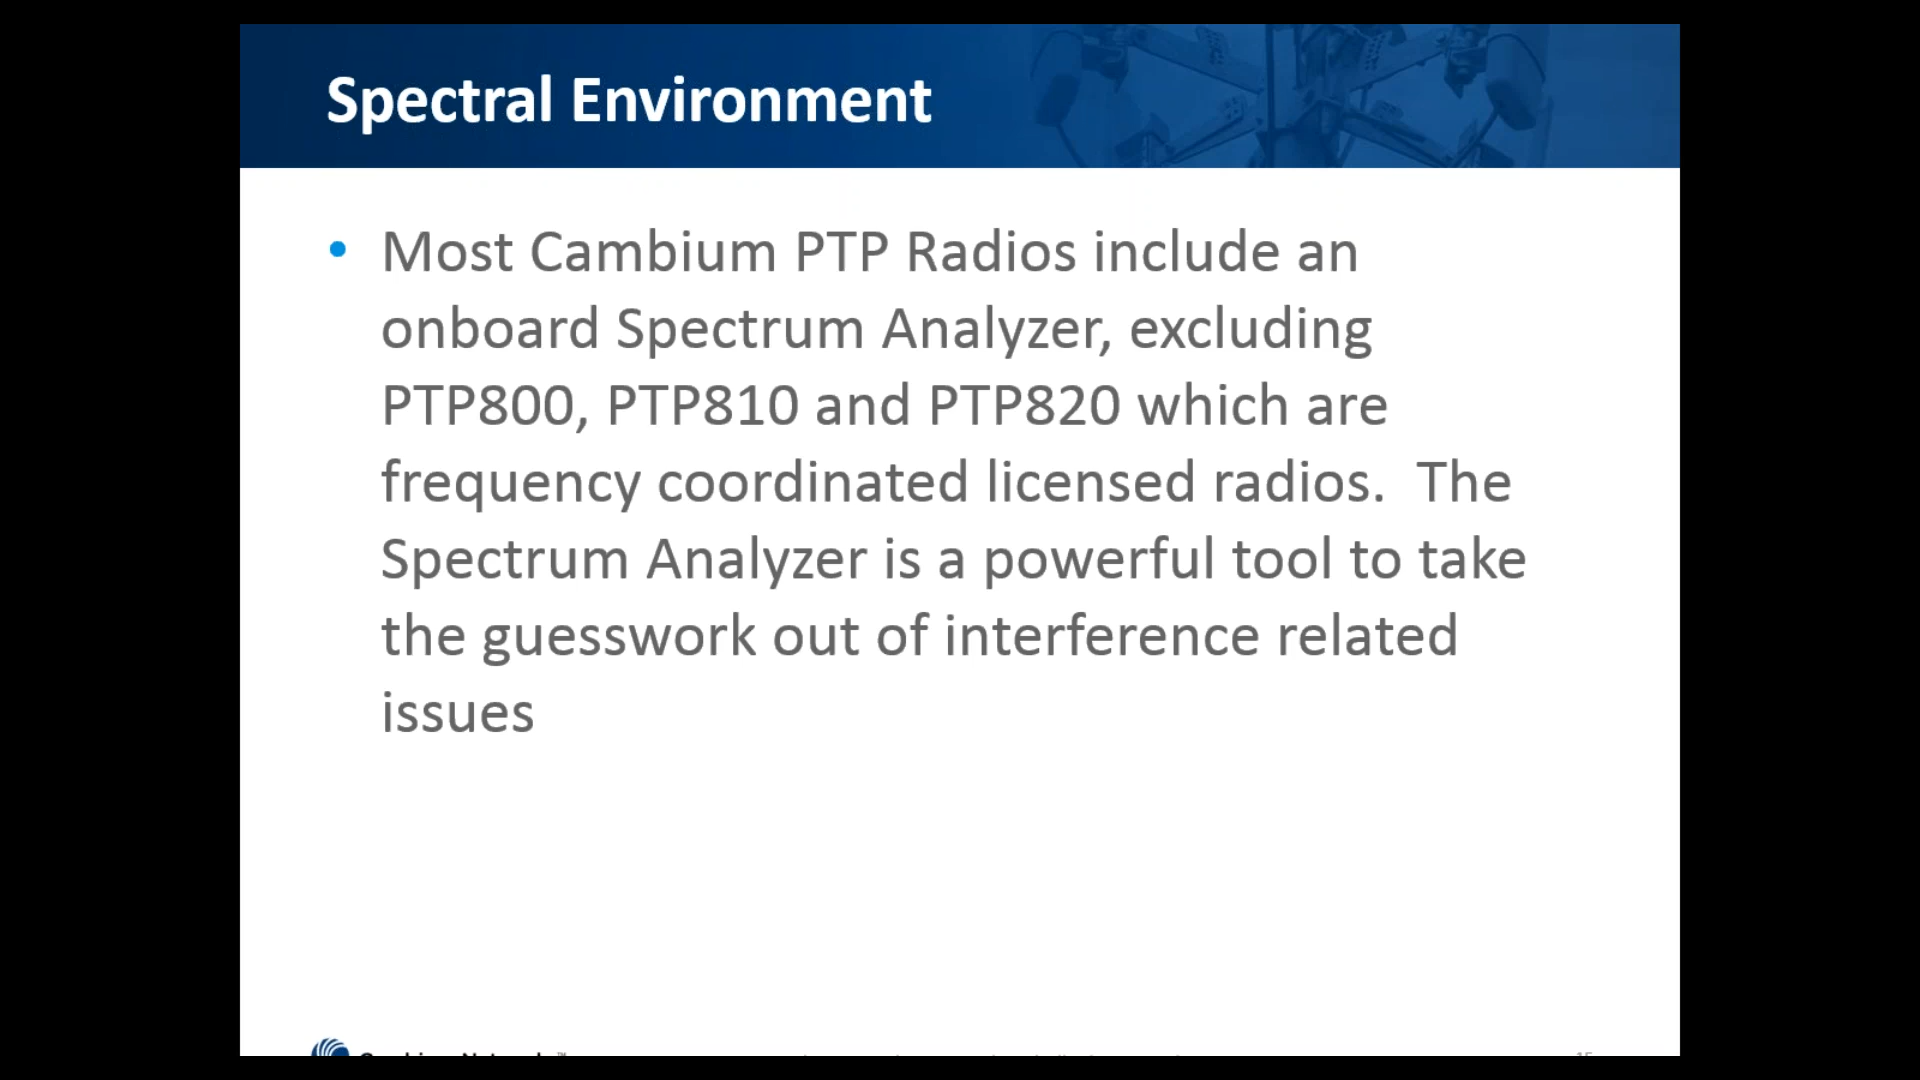 Spectral Environment
• Most Cambium PTP Radios include an
onboard Spectrum Analyzer, excluding
PTP800, PTP810 and PTP820 which are
frequency coordinated licensed radios.  The
Spectrum Analyzer is a powerful tool to take
the guesswork out of interference related
issues